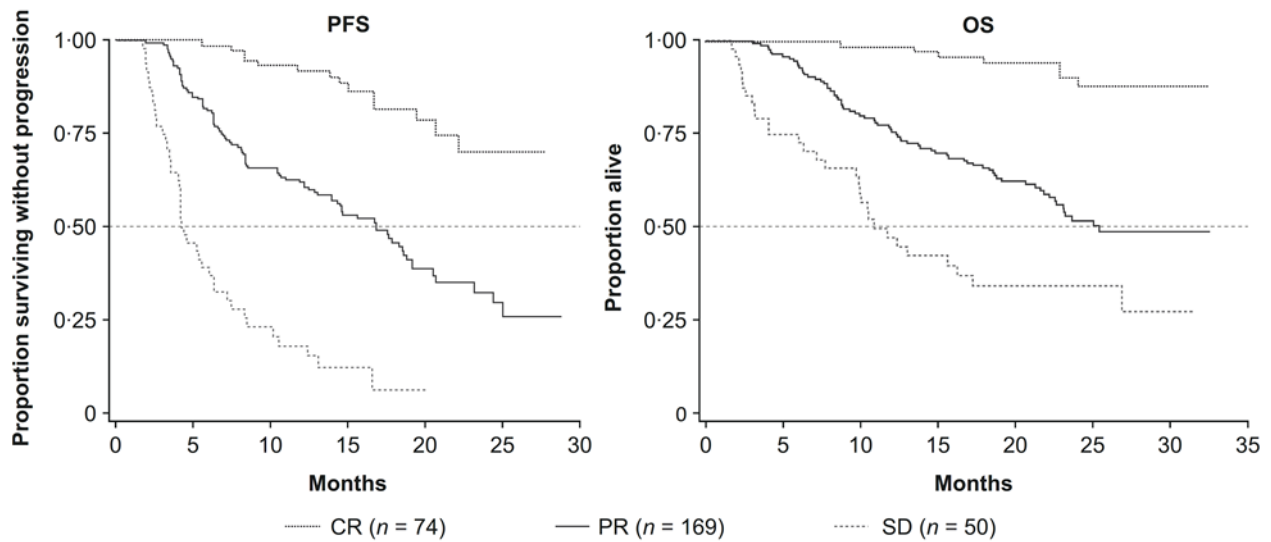 PFS
Proportion surviving without progression
1·00
0·75
0·50
0·25
0
0 5 10 15 20 25 30
Months
OS
Proportion alive
1·00
0·75
0·50
0·25
0
0 5 10 15 20 25 30 35
Months
CR (n = 74) PR (n = 169) SD (n = 50)